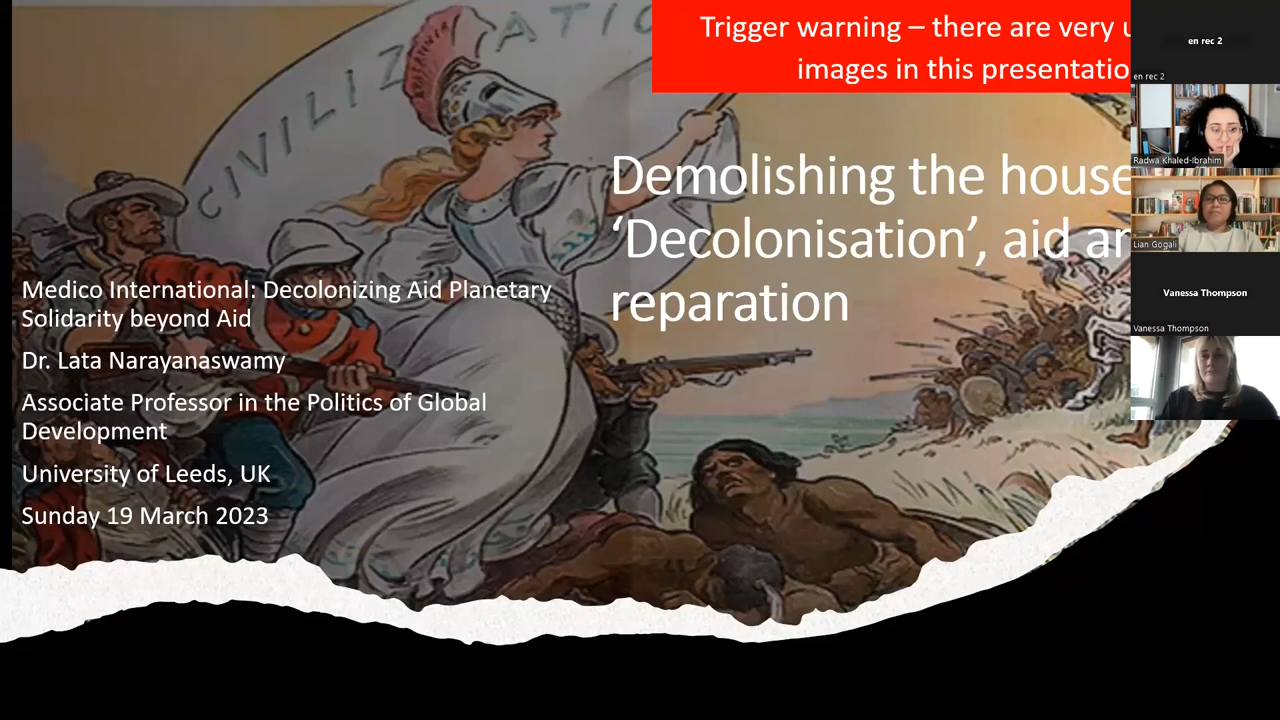 CIVILIZATIO
Trigger warning – there are very
images in this presentatio
Demolishing the house
‘Decolonisation’, aid
reparation
Medico International: Decolonizing Aid Planetary
Solidarity beyond Aid
Dr. Lata Narayanaswamy
Associate Professor in the Politics of Global
Development
University of Leeds, UK
Sunday 19 March 2023
en rec 2
en rec 2
Radwa Khaled-Ibrahim
Lian Gogali
Vanessa Thompson
Vanessa Thompson